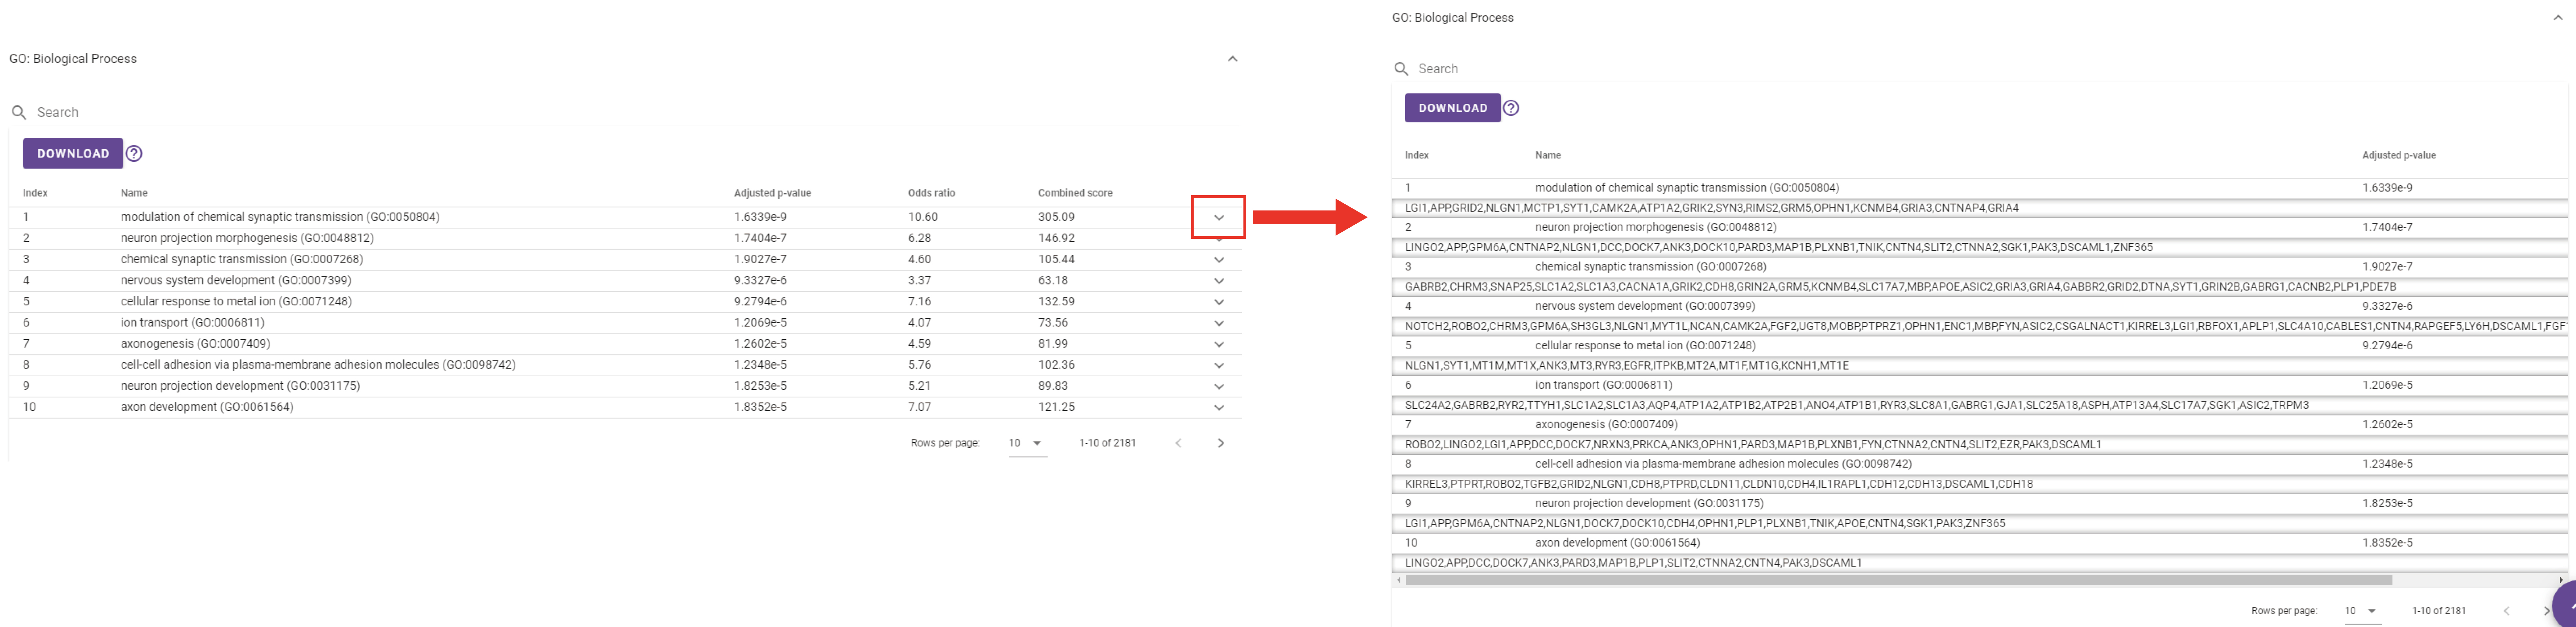 GO: Biological Process
Search
DOWNLOAD ?
Index Name Adjusted p-value Odds ratio Combined score
1 modulation of chemical synaptic transmission (GO:0050804) 1.6339e-9 10.60 305.09
2 neuron projection morphogenesis (GO:0048812) 1.7404e-7 6.28 146.92
3 chemical synaptic transmission (GO:0007268) 1.9027e-7 4.60 105.44
4 nervous system development (GO:0007399) 9.3327e-6 3.37 63.18
5 cellular response to metal ion (GO:0071248) 9.2794e-6 7.16 132.59
6 ion transport (GO:0006811) 1.2069e-5 4.07 73.56
7 axonogenesis (GO:0007409) 1.2602e-5 4.59 81.99
8 cell-cell adhesion via plasma-membrane adhesion molecules (GO:0098742) 1.2348e-5 5.76 102.36
9 neuron projection development (GO:0031175) 1.8253e-5 5.21 89.83
10 axon development (GO:0061564) 1.8352e-5 7.07 121.25
Rows per page: 10 1-10 of 2181
GO: Biological Process
Search
DOWNLOAD ?
Index Name Adjusted p-value
1 modulation of chemical synaptic transmission (GO:0050804) 1.6339e-9
LGI1,APP,GRID2,NLGN1,MCTP1,SYT1,CAMK2A,ATP1A2,GRIK2,SYN3,RIMS2,GRM5,OPHN1,KCNMB4,GRIA3,CNTNAP4,GRIA4
2 neuron projection morphogenesis (GO:0048812) 1.7404e-7
LINGO2,APP,GPM6A,CNTNAP2,NLGN1,DCC,DOCK7,ANK3,DOCK10,PARD3,MAP1B,PLXNB1,TNIK,CNTN4,SLIT2,CTNNA2,SGK1,PAK3,DSCAML1,ZNF365
3 chemical synaptic transmission (GO:0007268) 1.9027e-7
GABRB2,CHRM3,SNAP25,SLC1A2,SLC1A3,CACNA1A,GRIK2,CDH8,GRIN2A,GRM5,KCNMB4,SLC17A7,MBP,APOE,ASIC2,GRIA3,GRIA4,GABBR2,GRID2,DTNA,SYT1,GRIN2B,GABRG1,CACNB2,PLP1,PDE7B
4 nervous system development (GO:0007399) 9.3327e-6
NOTCH2,ROBO2,CHRM3,GPM6A,SH3GL3,NLGN1,MYT1L,NCAN,CAMK2A,FGF2,UGT8,MOBP,PTPRZ1,OPHN1,ENC1,MBP,FYN,ASIC2,CSGALNACT1,KIRREL3,LGI1,RBFOX1,APLP1,SLC4A10,CABLES1,CNTN4,RAPGEF5,LY6H,DSCAML1,FGF
5 cellular response to metal ion (GO:0071248) 9.2794e-6
NLGN1,SYT1,MT1M,MT1X,ANK3,MT3,RYR3,EGFR,ITPKB,MT2A,MT1F,MT1G,KCNH1,MT1E
6 ion transport (GO:0006811) 1.2069e-5
SLC24A2,GABRB2,RYR2,TTYH1,SLC1A2,SLC1A3,AQP4,ATP1A2,ATP1B2,ATP2B1,ANO4,ATP1B1,RYR3,SLC8A1,GABRG1,GJA1,SLC25A18,ASPH,ATP13A4,SLC17A7,SGK1,ASIC2,TRPM3
7 axonogenesis (GO:0007409) 1.2602e-5
ROBO2,LINGO2,LGI1,APP,DCC,DOCK7,NRXN3,PRKCA,ANK3,OPHN1,PARD3,MAP1B,PLXNB1,FYN,CTNNA2,CNTN4,SLIT2,EZR,PAK3,DSCAML1
8 cell-cell adhesion via plasma-membrane adhesion molecules (GO:0098742) 1.2348e-5
KIRREL3,PTPRT,ROBO2,TGFB2,GRID2,NLGN1,CDH8,PTPRD,CLDN11,CLDN10,CDH4,IL1RAPL1,CDH12,CDH13,DSCAML1,CDH18
9 neuron projection development (GO:0031175) 1.8253e-5
LGI1,APP,GPM6A,CNTNAP2,NLGN1,DOCK7,DOCK10,CDH4,OPHN1,PLP1,PLXNB1,TNIK,APOE,CNTN4,SGK1,PAK3,ZNF365
10 axon development (GO:0061564) 1.8352e-5
LINGO2,APP,DCC,DOCK7,ANK3,PARD3,MAP1B,PLP1,SLIT2,CTNNA2,CNTN4,PAK3,DSCAML1
Rows per page: 10 1-10 of 2181